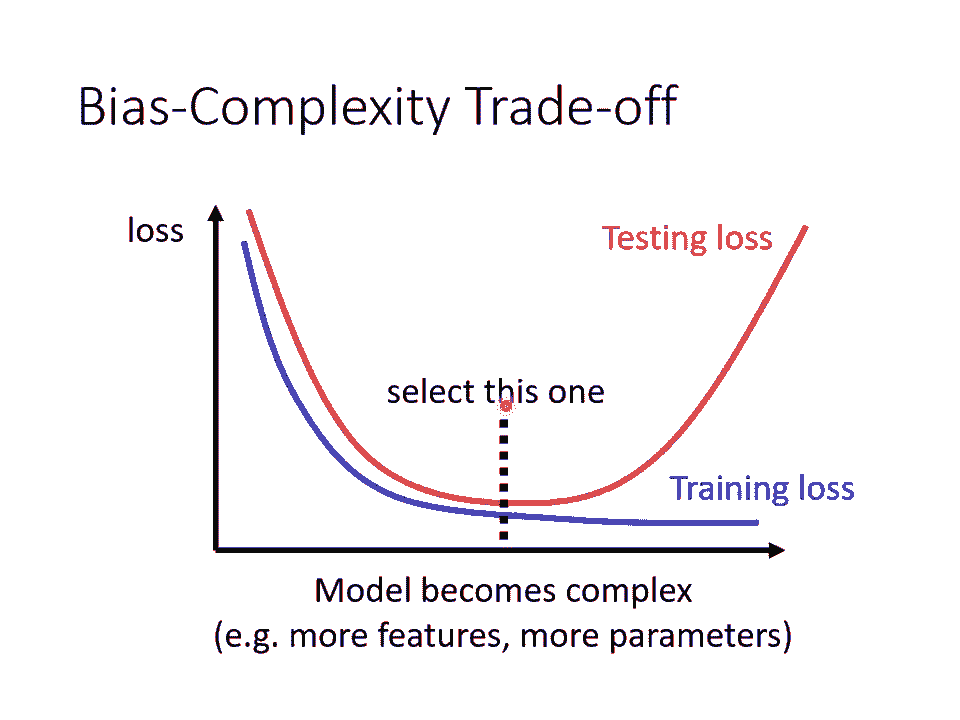 Bias-Complexity Trade-off
loss
Testing loss
select this one
Training loss
Model becomes complex
(e.g. more features, more parameters)